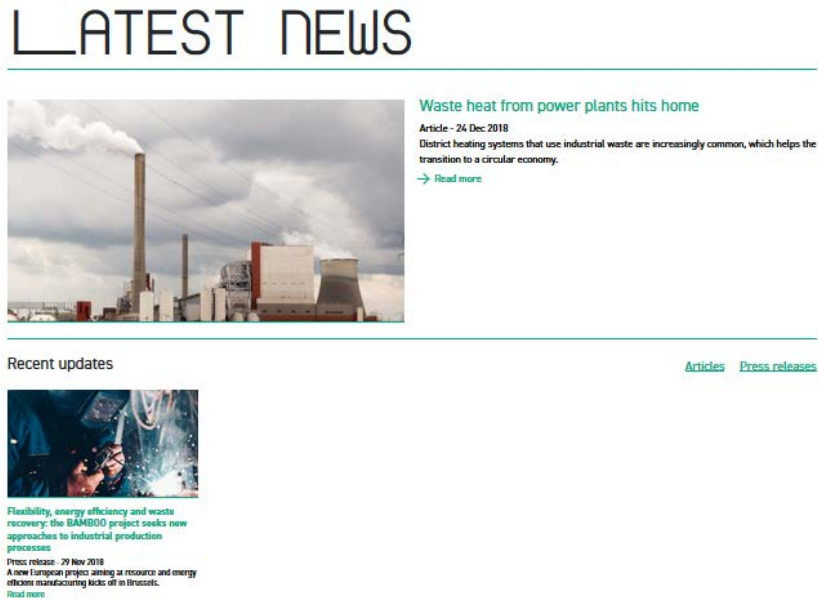 LATEST NEWS
Waste heat from power plants hits home
Article - 24 Dec 2018
District heating systems that use industrial waste are increasingly common, which helps the
transition to a circular economy.
→ Read more
Recent updates
Articles Press releases
Flexibility, energy efficiency and waste
recovery: the BAMBOO project seeks new
approaches to industrial production
processes
Press release - 29 Nov 2018
A new European project aiming at resource and energy
efficient manufacturing kicks off in Brussels.
Read more